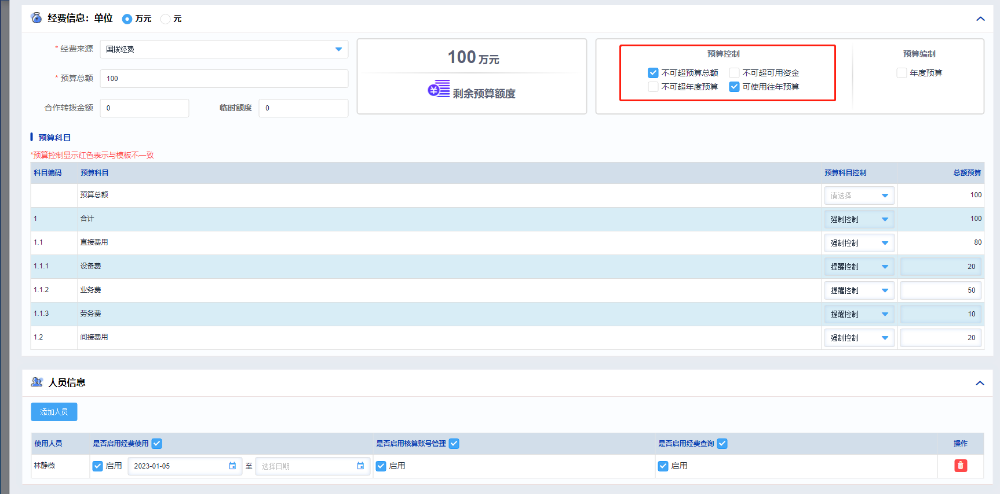 经费信息：单位 万元 元
* 经费来源 国拨经费
* 预算总额 100
合作转拨金额 0 临时额度 0
100 万元
剩余预算额度
预算控制
不可超预算总额 不可超可用资金
不可超年度预算 可使用往年预算
预算编制
年度预算
预算科目
*预算控制显示红色表示与模板不一致
科目编码 预算科目 预算科目控制 总额预算
预算总额 请选择 100
1 合计 强制控制 100
1.1 直接费用 强制控制 80
1.1.1 设备费 提醒控制 20
1.1.2 业务费 提醒控制 50
1.1.3 劳务费 提醒控制 10
1.2 间接费用 强制控制 20
人员信息
添加人员
使用人员 是否启用经费使用 是否启用核算账号管理 是否启用经费查询 操作
林静薇 启用 2023-01-05 至 选择日期 启用 启用